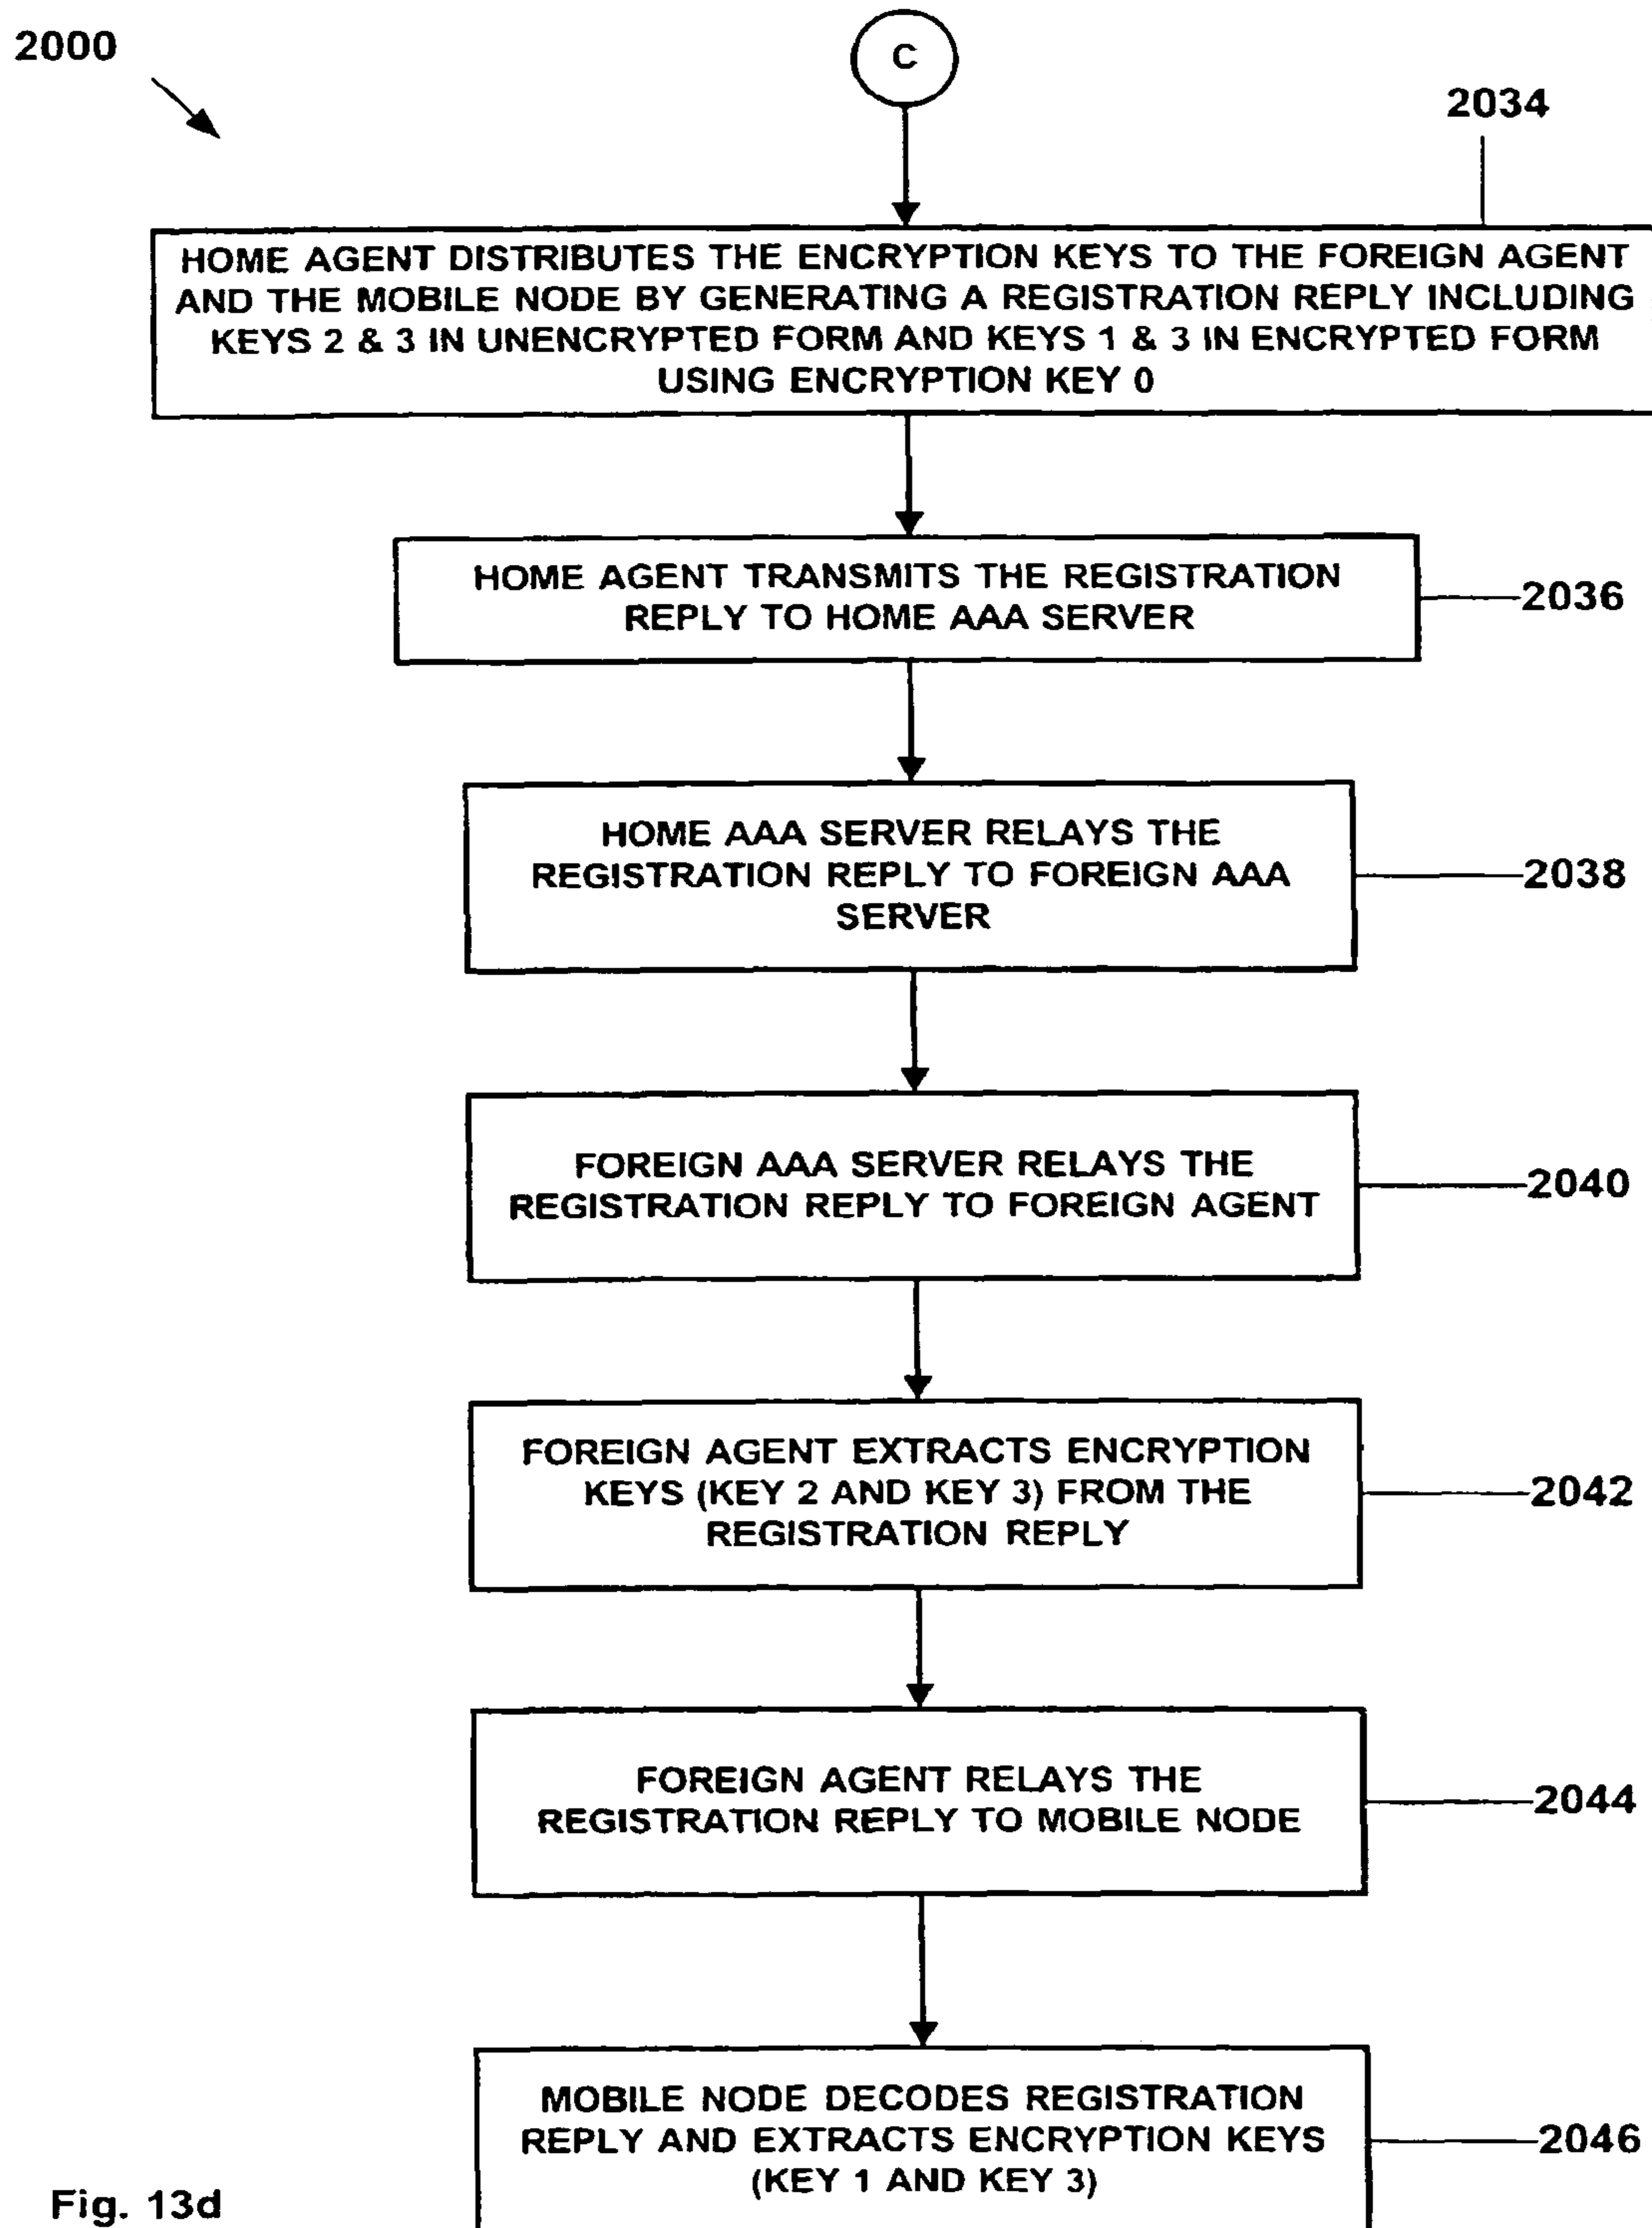 2000
C
2034
HOME AGENT DISTRIBUTES THE ENCRYPTION KEYS TO THE FOREIGN AGENT
AND THE MOBILE NODE BY GENERATING A REGISTRATION REPLY INCLUDING
KEYS 2 & 3 IN UNENCRYPTED FORM AND KEYS 1 & 3 IN ENCRYPTED FORM
USING ENCRYPTION KEY 0
HOME AGENT TRANSMITS THE REGISTRATION
REPLY TO HOME AAA SERVER
2036
HOME AAA SERVER RELAYS THE
REGISTRATION REPLY TO FOREIGN AAA
SERVER
2038
FOREIGN AAA SERVER RELAYS THE
REGISTRATION REPLY TO FOREIGN AGENT
2040
FOREIGN AGENT EXTRACTS ENCRYPTION
KEYS (KEY 2 AND KEY 3) FROM THE
REGISTRATION REPLY
2042
FOREIGN AGENT RELAYS THE
REGISTRATION REPLY TO MOBILE NODE
2044
MOBILE NODE DECODES REGISTRATION
REPLY AND EXTRACTS ENCRYPTION KEYS
(KEY 1 AND KEY 3)
2046
Fig. 13d